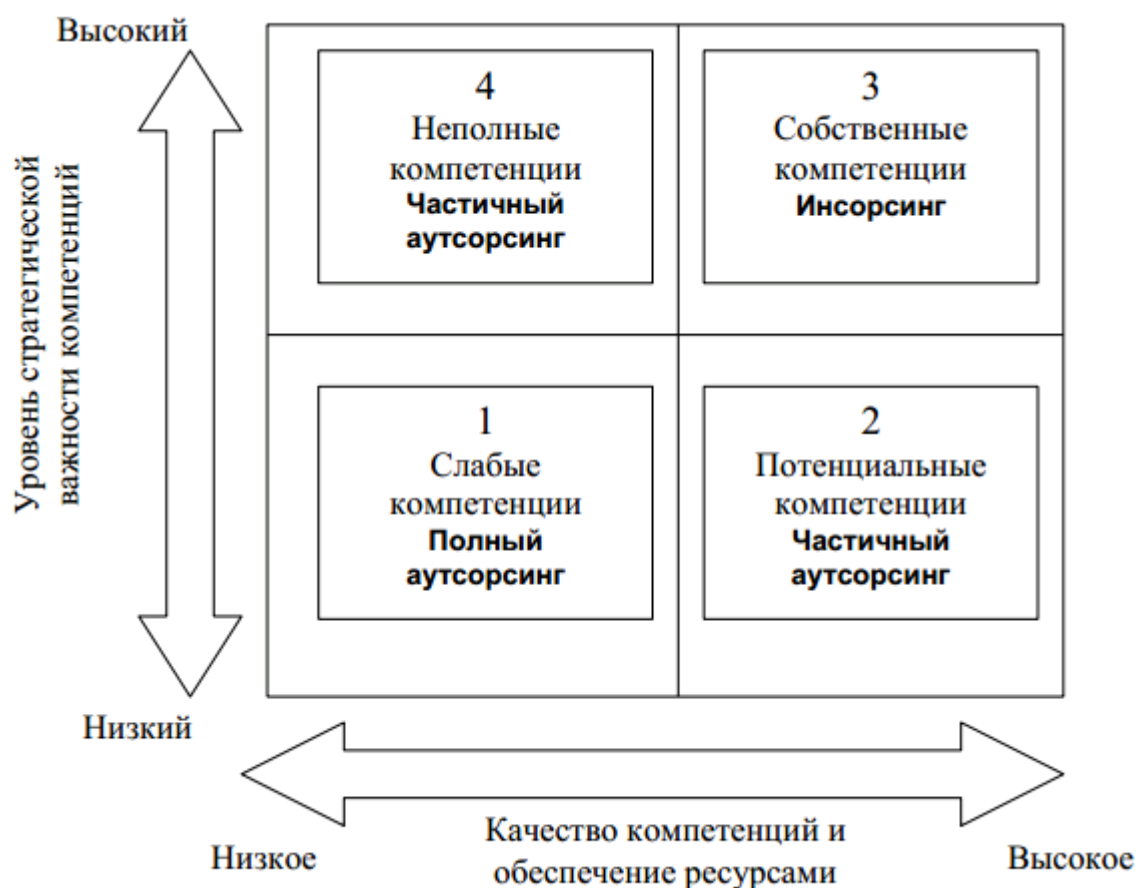 Высокий
Уровень стратегической
важности компетенций
4
Неполные
компетенции
Частичный
аутсорсинг
3
Собственные
компетенции
Инсорсинг
1
Слабые
компетенции
Полный
аутсорсинг
2
Потенциальные
компетенции
Частичный
аутсорсинг
Низкий
Низкое
Качество компетенций и
обеспечение ресурсами
Высокое